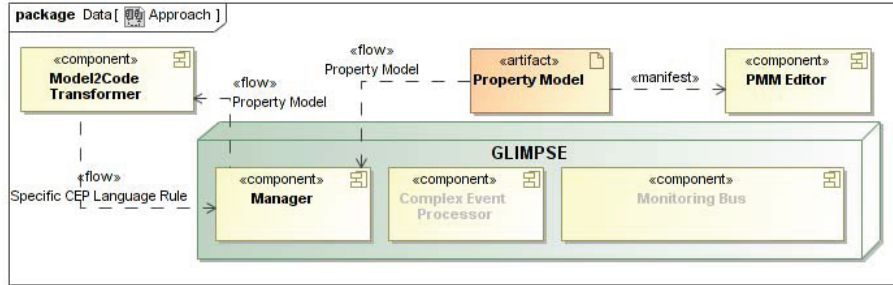 package Data[ Approach ]
«component»
Model2Code
Transformer
«flow»
Property Model
«flow»
Property Model
«artifact»
Property Model
«manifest»
«component»
PMM Editor
«flow»
Specific CEP Language Rule
GLIMPSE
«component»
Manager
«component»
Complex Event
Processor
«component»
Monitoring Bus